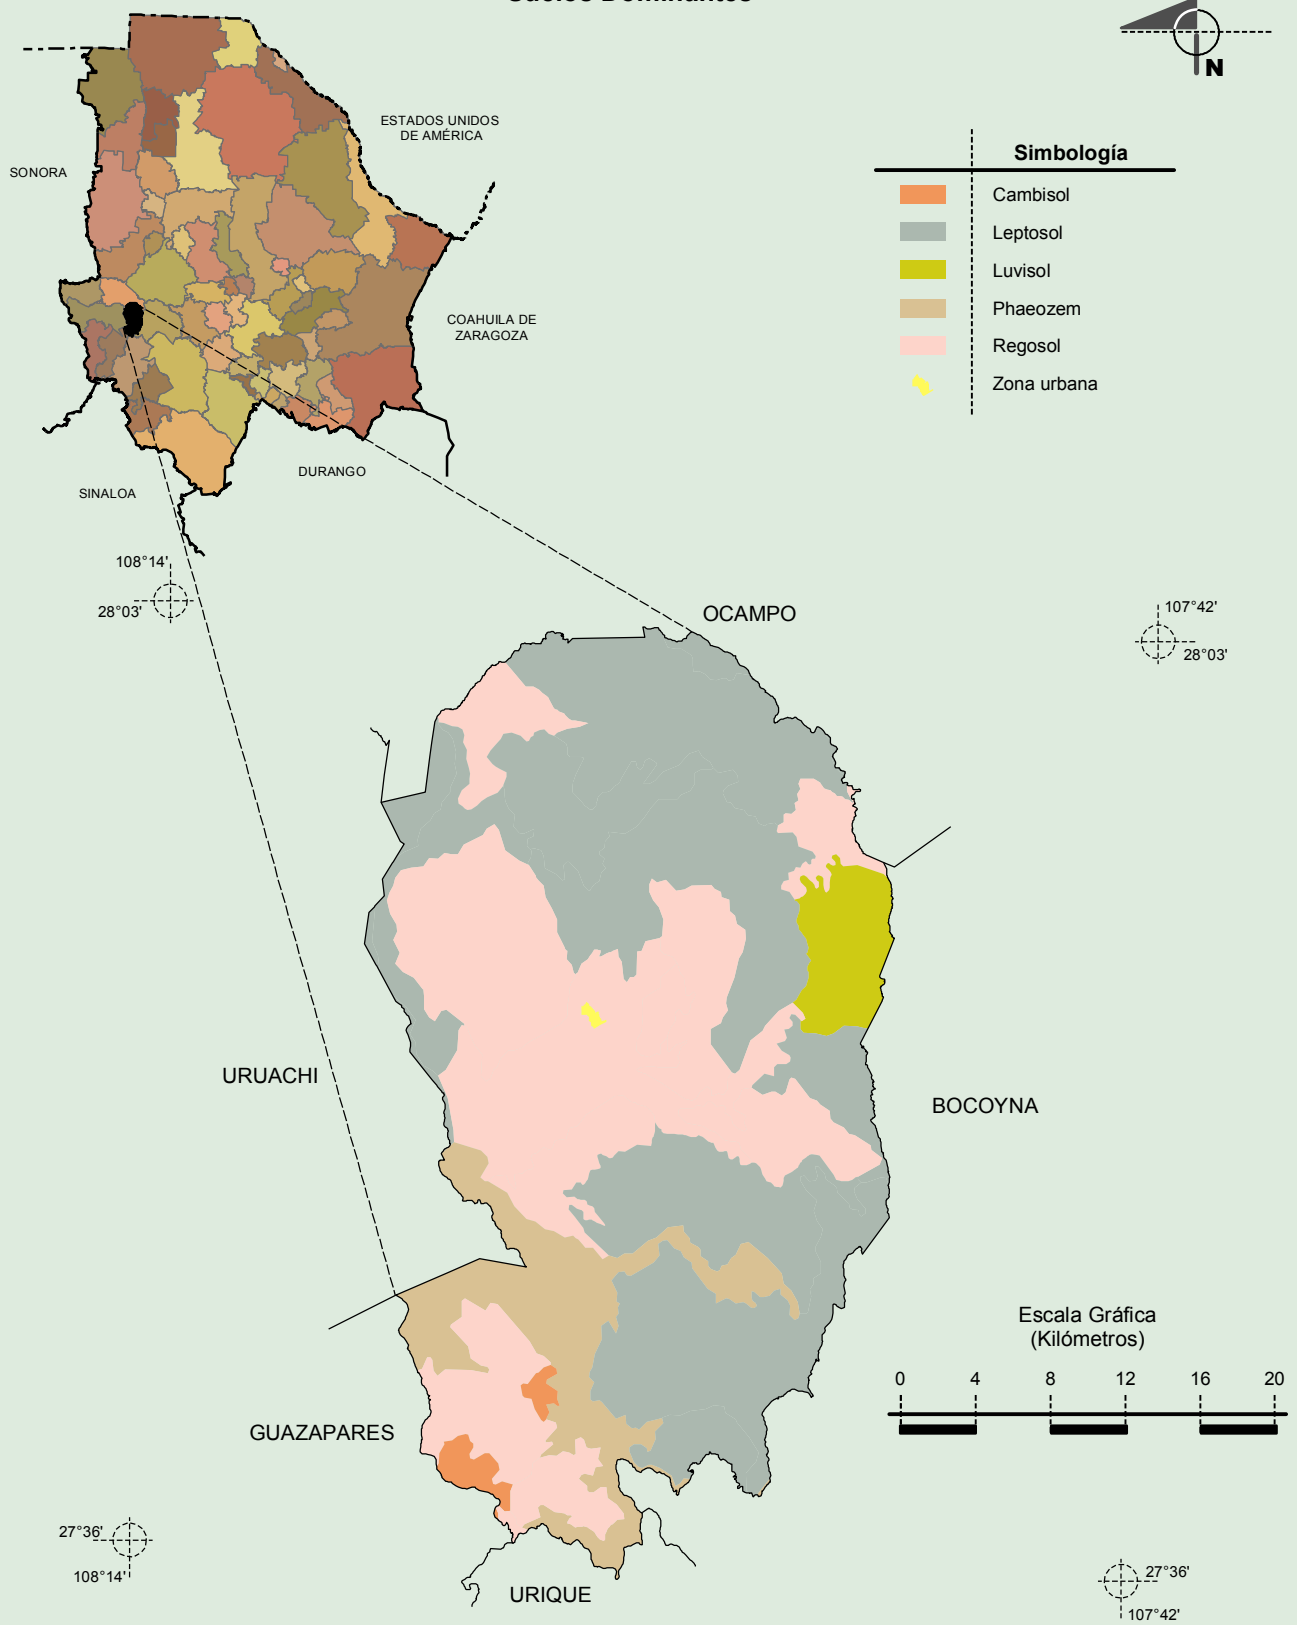 Suelos Dominantes
N
ESTADOS UNIDOS
DE AMÉRICA
SONORA
COAHUILA DE
ZARAGOZA
DURANGO
SINALOA
Simbología
Cambisol
Leptosol
Luvisol
Phaeozem
Regosol
Zona urbana
108°14'
28°03'
107°42'
28°03'
OCAMPO
URUACHI
BOCOYNA
GUAZAPARES
URIQUE
Escala Gráfica
(Kilómetros)
0 4 8 12 16 20
27°36'
108°14'
27°36'
107°42'